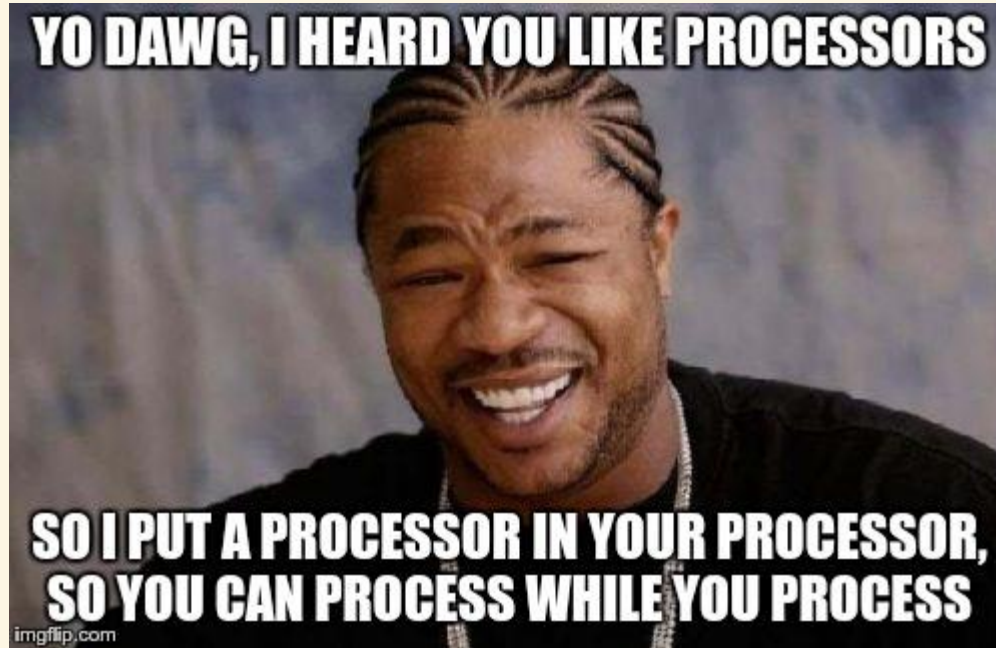 YO DAWG, I HEARD YOU LIKE PROCESSORS
SO I PUT A PROCESSOR IN YOUR PROCESSOR,
SO YOU CAN PROCESS WHILE YOU PROCESS
imgflip.com